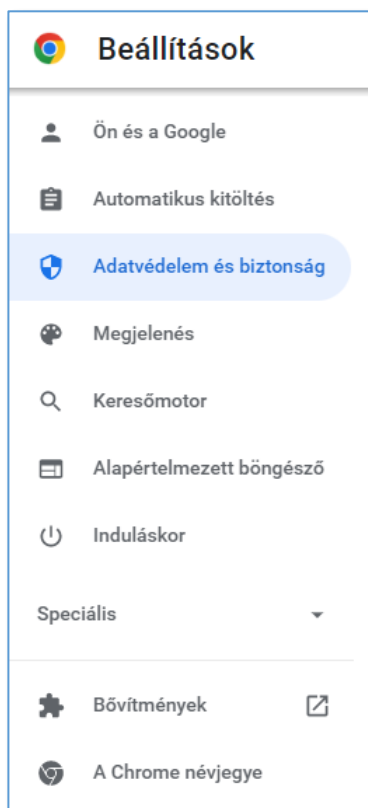 Beállítások
Ön és a Google
Automatikus kitöltés
Adatvédelem és biztonság
Megjelenés
Keresőmotor
Alapértelmezett böngésző
Induláskor
Speciális
Bővítmények
A Chrome névjegye